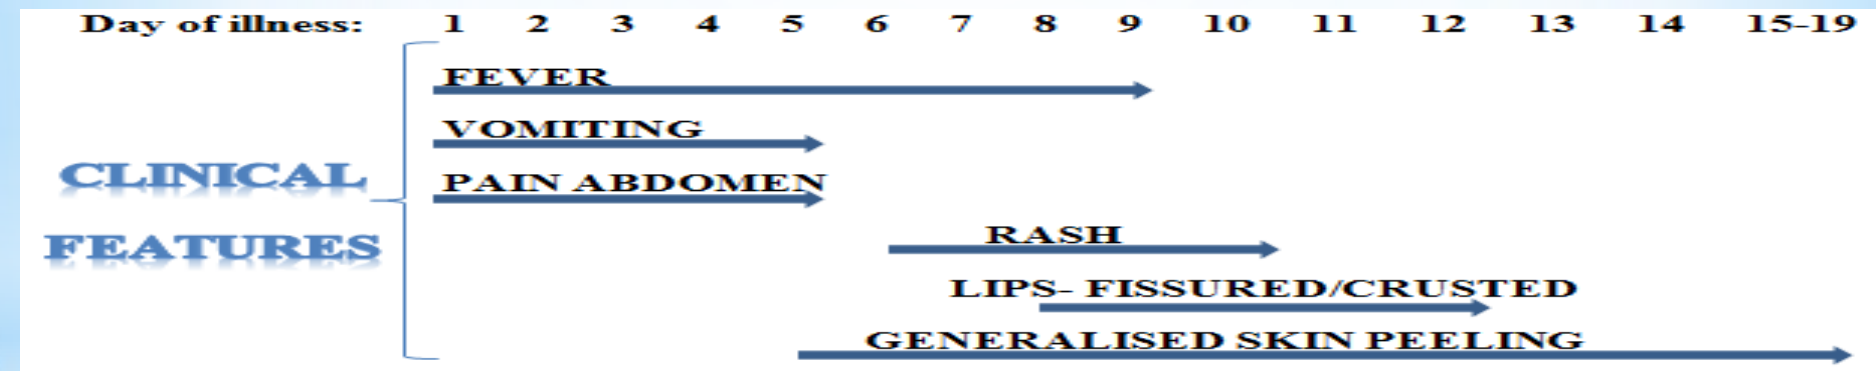 Day of illness: 1 2 3 4 5 6 7 8 9 10 11 12 13 14 15-19
FEVER
VOMITING
CLINICAL
FEATURES
PAIN ABDOMEN
RASH
LIPS- FISSURED/CRUSTED
GENERALISED SKIN PEELING